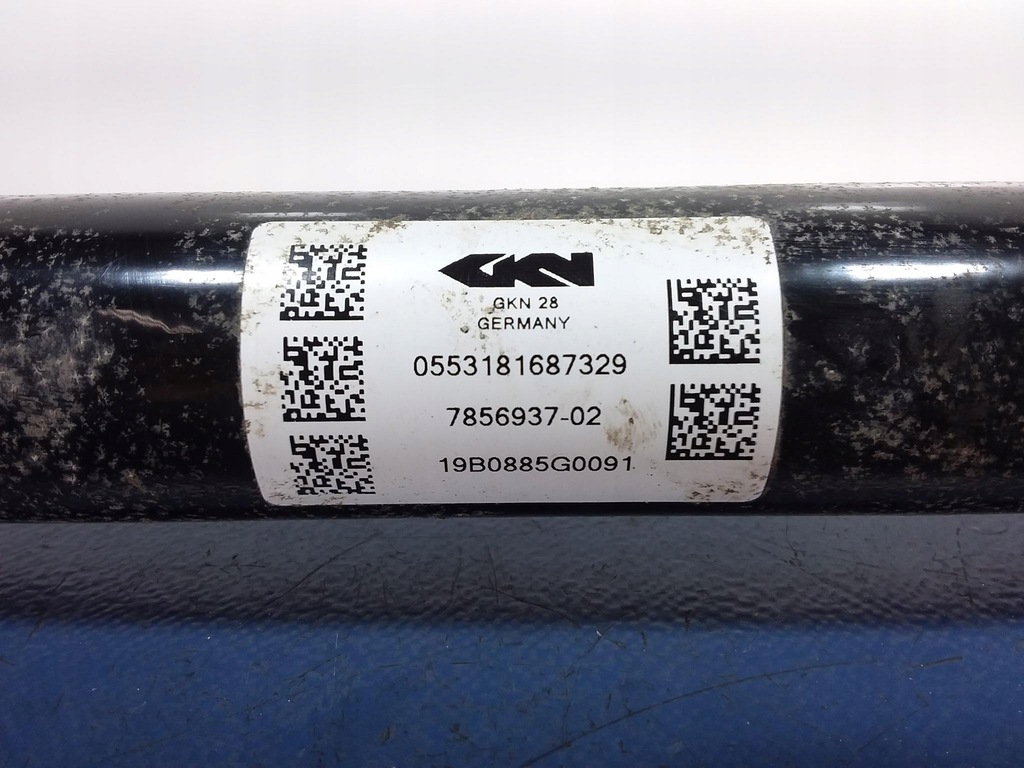 GKN
GKN 28
GERMANY
0553181687329
7856937-02
19B0885G0091